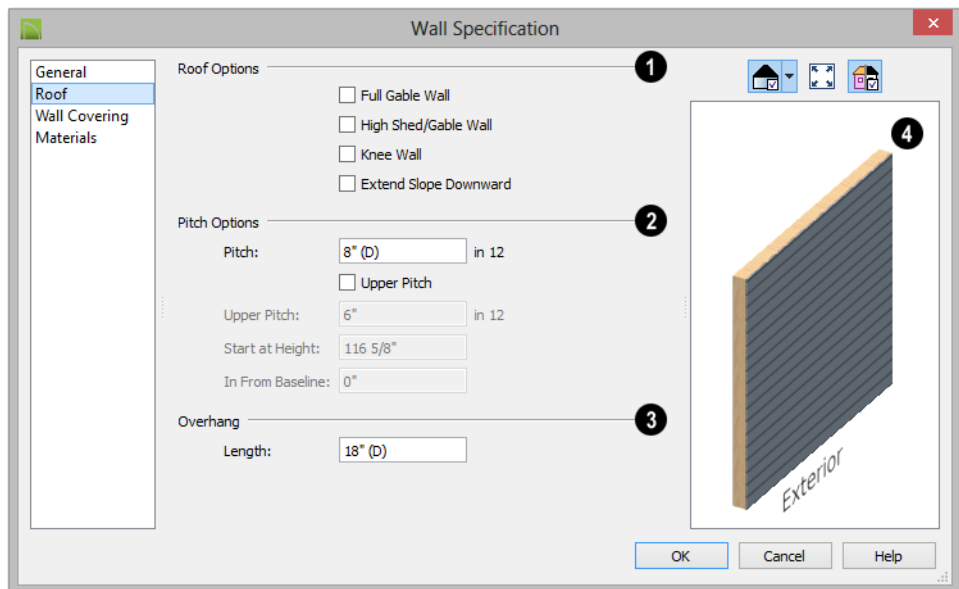 Wall Specification
×
General
Roof
Wall Covering
Materials
Roof Options
1
Full Gable Wall
High Shed/Gable Wall
Knee Wall
Extend Slope Downward
Pitch Options
2
Pitch: 8" (D) in 12
Upper Pitch
Upper Pitch: 6" in 12
Start at Height: 116 5/8"
In From Baseline: 0"
Overhang
3
Length: 18" (D)
4
Exterior
OK Cancel Help